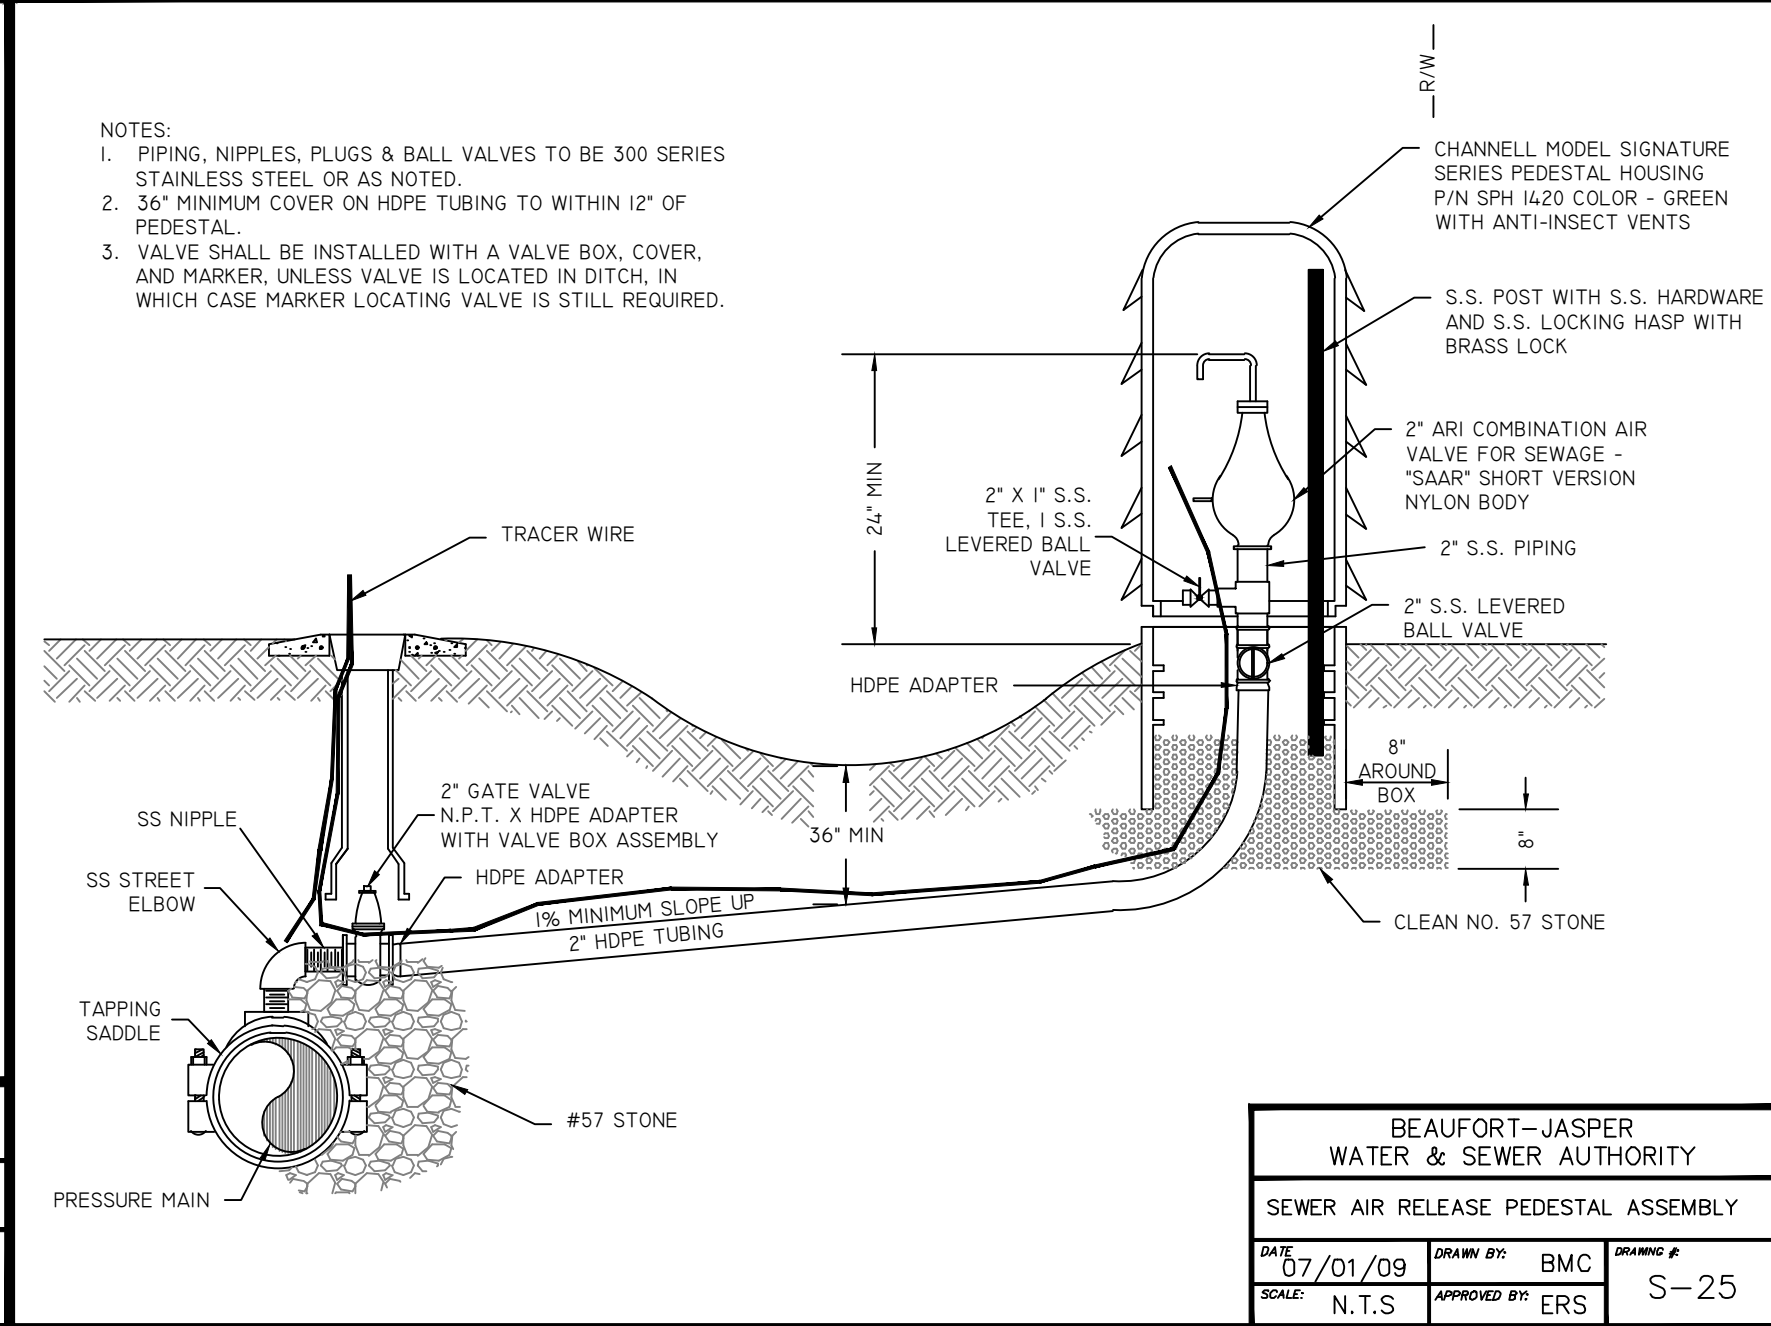 NOTES:
1. PIPING, NIPPLES, PLUGS & BALL VALVES TO BE 300 SERIES
STAINLESS STEEL OR AS NOTED.
2. 36" MINIMUM COVER ON HDPE TUBING TO WITHIN 12" OF
PEDESTAL.
3. VALVE SHALL BE INSTALLED WITH A VALVE BOX, COVER,
AND MARKER, UNLESS VALVE IS LOCATED IN DITCH, IN
WHICH CASE MARKER LOCATING VALVE IS STILL REQUIRED.
R/W
CHANNELL MODEL SIGNATURE
SERIES PEDESTAL HOUSING
P/N SPH 1420 COLOR - GREEN
WITH ANTI-INSECT VENTS
S.S. POST WITH S.S. HARDWARE
AND S.S. LOCKING HASP WITH
BRASS LOCK
2" ARI COMBINATION AIR
VALVE FOR SEWAGE -
"SAAR" SHORT VERSION
NYLON BODY
24" MIN
2" X 1" S.S.
TEE, 1 S.S.
LEVERED BALL
VALVE
2" S.S. PIPING
2" S.S. LEVERED
BALL VALVE
TRACER WIRE
HDPE ADAPTER
8"
AROUND
BOX
8"
2" GATE VALVE
N.P.T. X HDPE ADAPTER
WITH VALVE BOX ASSEMBLY
36" MIN
SS NIPPLE
HDPE ADAPTER
SS STREET
ELBOW
1% MINIMUM SLOPE UP
2" HDPE TUBING
CLEAN NO. 57 STONE
TAPPING
SADDLE
#57 STONE
PRESSURE MAIN
BEAUFORT-JASPER
WATER & SEWER AUTHORITY
SEWER AIR RELEASE PEDESTAL ASSEMBLY
DATE 07/01/09
DRAWN BY: BMC
DRAWING #:
S-25
SCALE: N.T.S
APPROVED BY: ERS